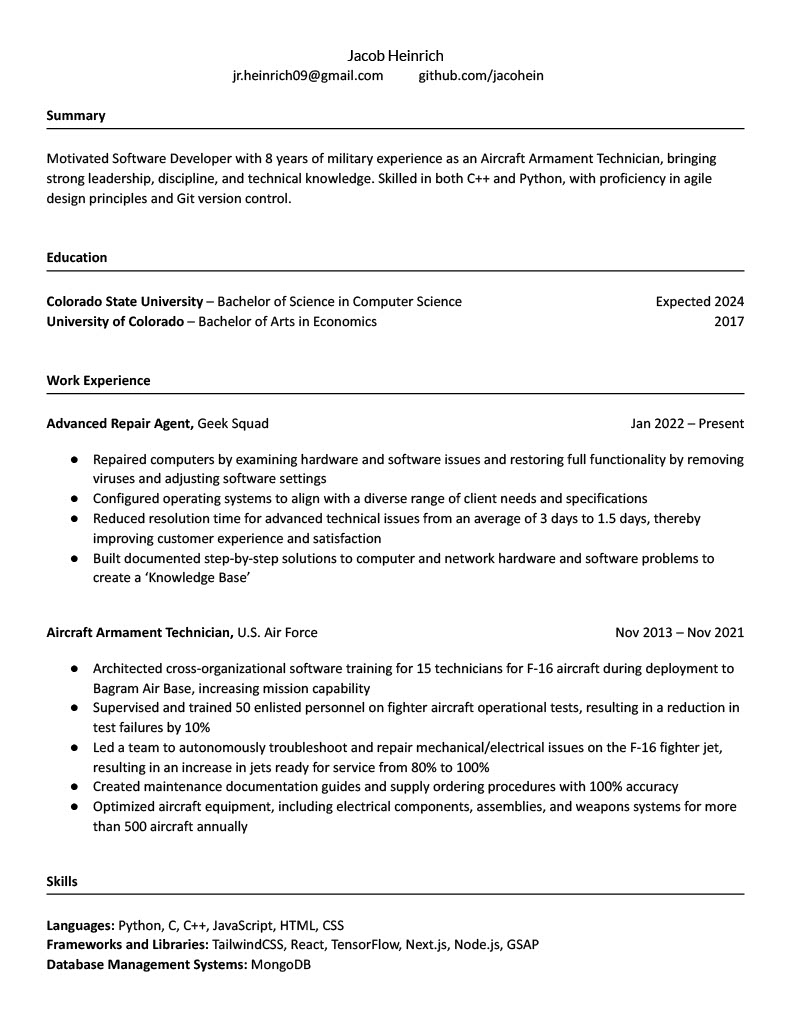 Jacob Heinrich
jr.heinrich09@gmail.com github.com/jacohein
Summary
Motivated Software Developer with 8 years of military experience as an Aircraft Armament Technician, bringing
strong leadership, discipline, and technical knowledge. Skilled in both C++ and Python, with proficiency in agile
design principles and Git version control.
Education
Colorado State University – Bachelor of Science in Computer Science Expected 2024
University of Colorado – Bachelor of Arts in Economics 2017
Work Experience
Advanced Repair Agent, Geek Squad Jan 2022 – Present
● Repaired computers by examining hardware and software issues and restoring full functionality by removing
viruses and adjusting software settings
● Configured operating systems to align with a diverse range of client needs and specifications
● Reduced resolution time for advanced technical issues from an average of 3 days to 1.5 days, thereby
improving customer experience and satisfaction
● Built documented step-by-step solutions to computer and network hardware and software problems to
create a ‘Knowledge Base’
Aircraft Armament Technician, U.S. Air Force Nov 2013 – Nov 2021
● Architected cross-organizational software training for 15 technicians for F-16 aircraft during deployment to
Bagram Air Base, increasing mission capability
● Supervised and trained 50 enlisted personnel on fighter aircraft operational tests, resulting in a reduction in
test failures by 10%
● Led a team to autonomously troubleshoot and repair mechanical/electrical issues on the F-16 fighter jet,
resulting in an increase in jets ready for service from 80% to 100%
● Created maintenance documentation guides and supply ordering procedures with 100% accuracy
● Optimized aircraft equipment, including electrical components, assemblies, and weapons systems for more
than 500 aircraft annually
Skills
Languages: Python, C, C++, JavaScript, HTML, CSS
Frameworks and Libraries: TailwindCSS, React, TensorFlow, Next.js, Node.js, GSAP
Database Management Systems: MongoDB